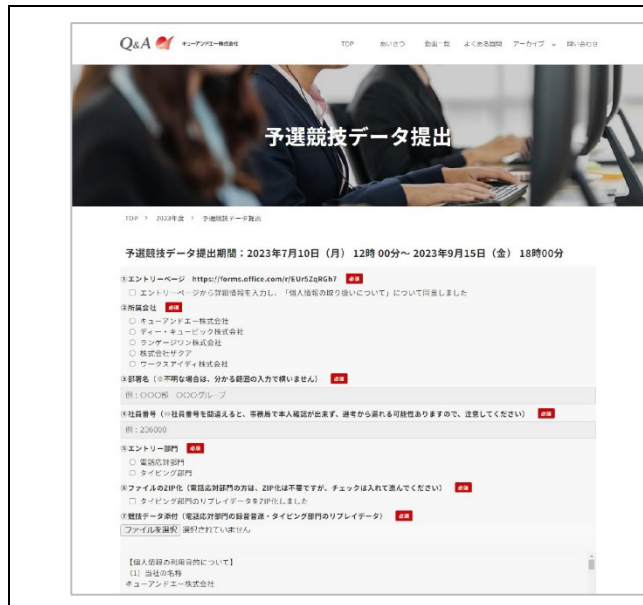 Q&A キューアンドエー株式会社 TOP あいさつ 動画一覧 よくある質問 アーカイブ 問い合わせ
予選競技データ提出
TOP > 2023年度 > 予選競技データ提出
予選競技データ提出期間：2023年7月10日（月） 12時 00分～ 2023年9月15日（金） 18時00分
①エントリーページ https://forms.office.com/r/EUr5ZqRGh7 必須
エントリーページから詳細情報を入力し、「個人情報の取り扱いについて」について同意しました
②所属会社 必須
キューアンドエー株式会社
ディー・キュービック株式会社
ランゲージワン株式会社
株式会社ザクア
ワークスアイディ株式会社
③部署名（※不明な場合は、分かる範囲の入力で構いません） 必須
例：〇〇〇部 〇〇〇グループ
④社員番号（※社員番号を間違えると、事務局で本人確認が出来ず、選考から漏れる可能性ありますので、注意してください） 必須
例：206000
⑤エントリー部門 必須
電話応対部門
タイピング部門
⑥ファイルのZIP化（電話応対部門の方は、ZIP化は不要ですが、チェックは入れて進んでください） 必須
タイピング部門のリプレイデータをZIP化しました
⑦競技データ添付（電話応対部門の録音音源・タイピング部門のリプレイデータ） 必須
ファイルを選択 選択されていません
【個人情報の利用目的について】
(1) 当社の名称
キューアンドエー株式会社